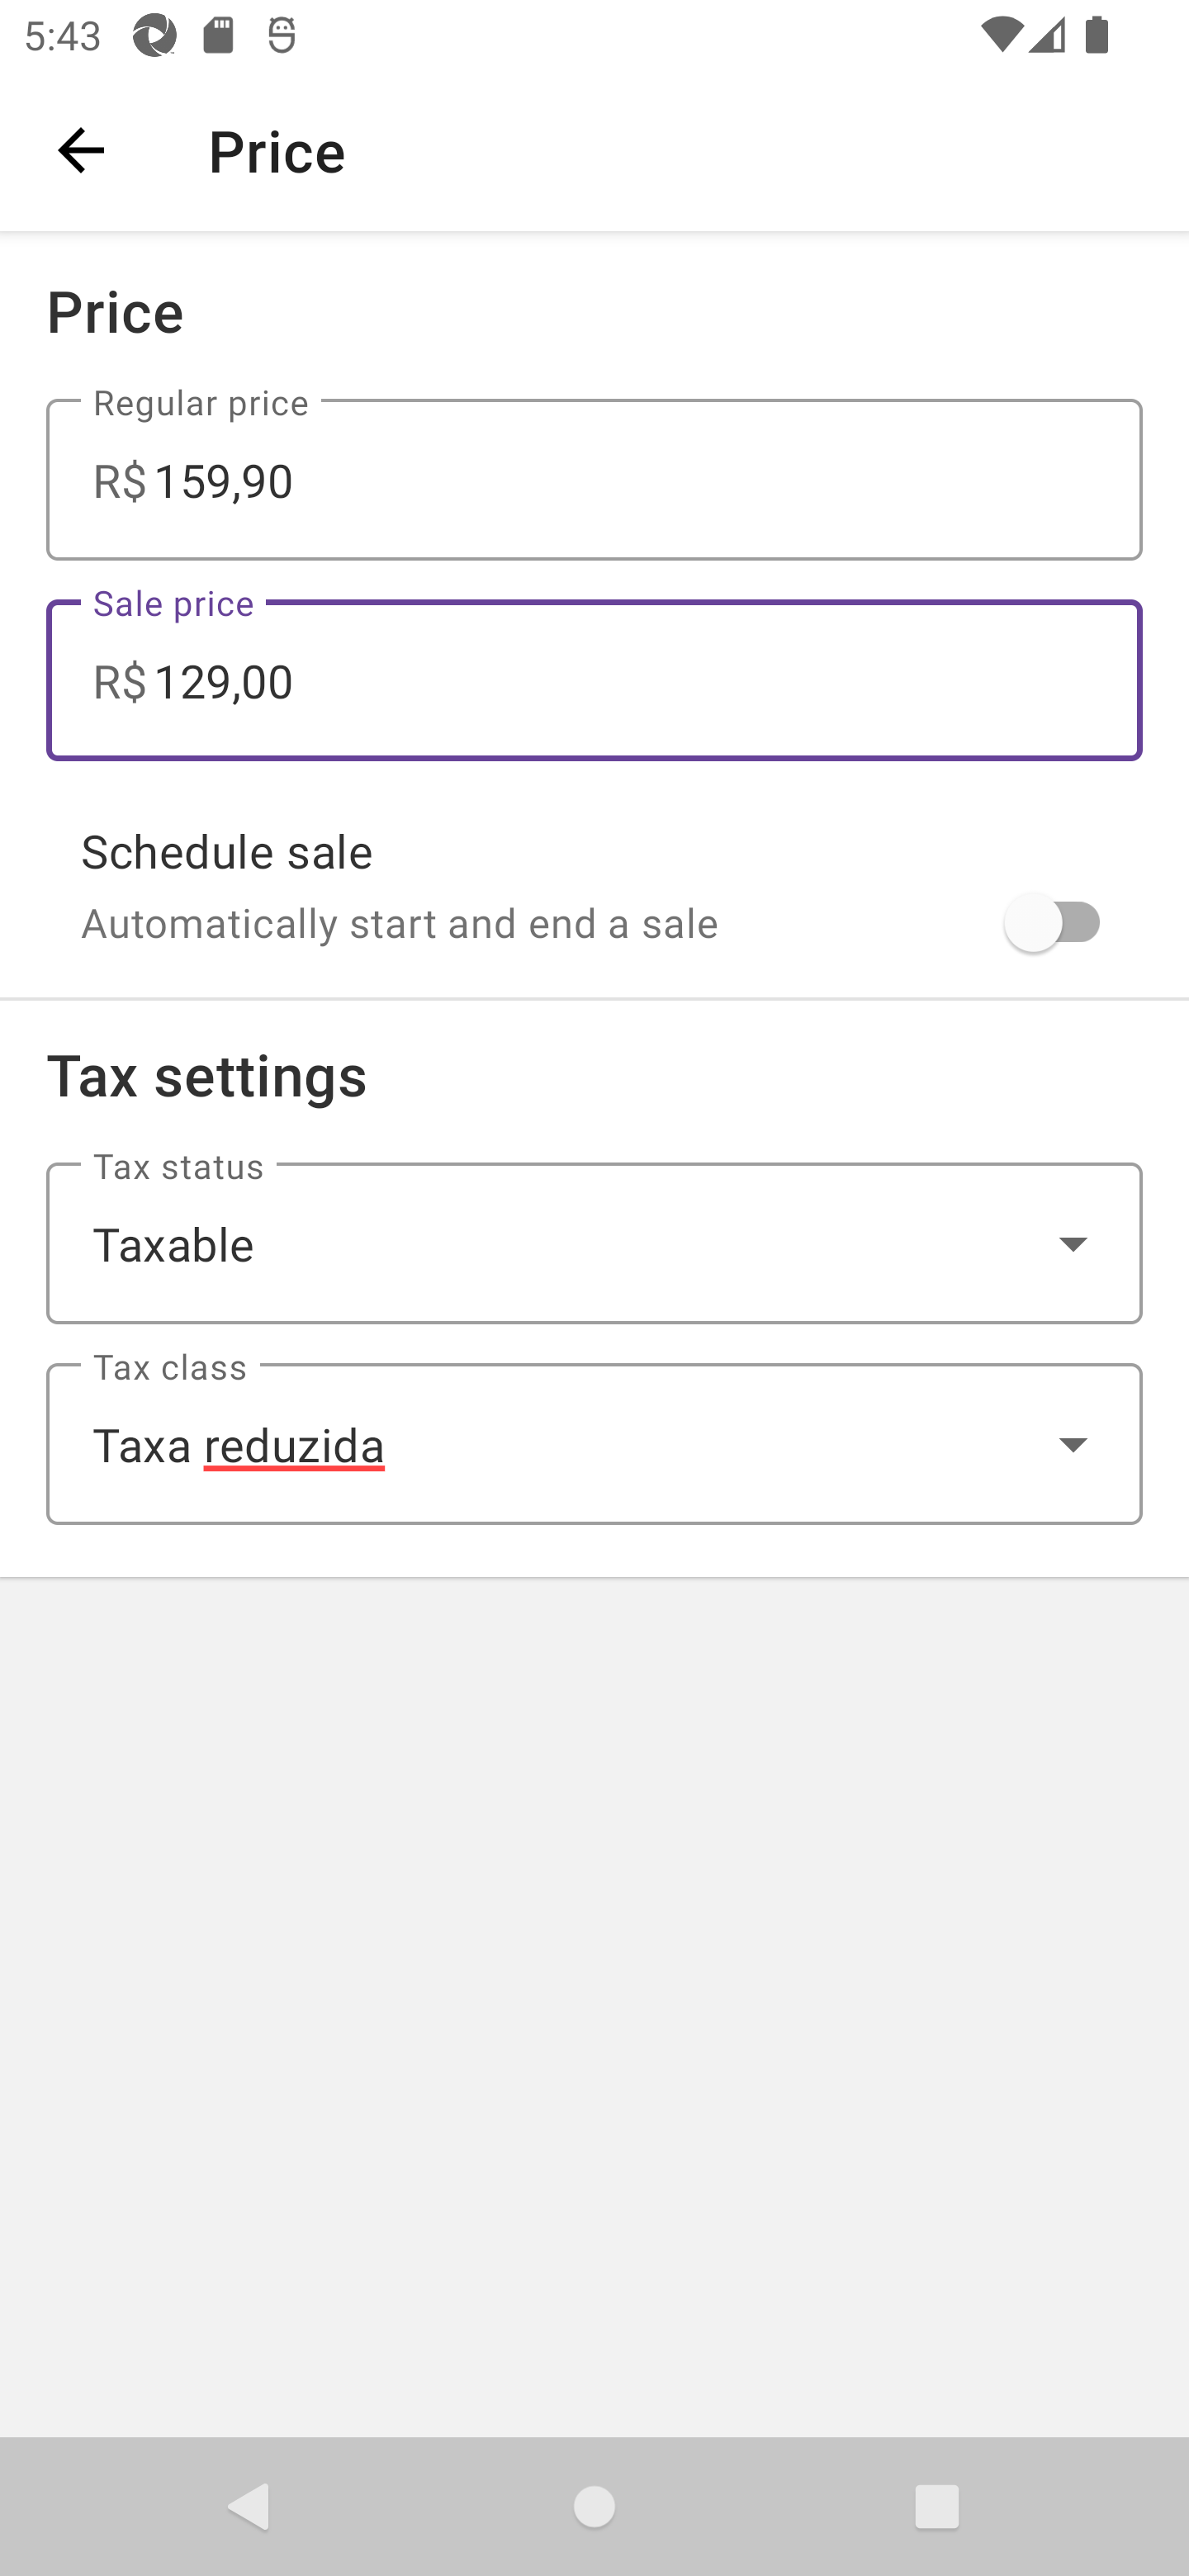 5:43
Price
Price
Regular price
R$ 159,90
Sale price
R$ 129,00
Schedule sale
Automatically start and end a sale
Tax settings
Tax status
Taxable
Tax class
Taxa reduzida